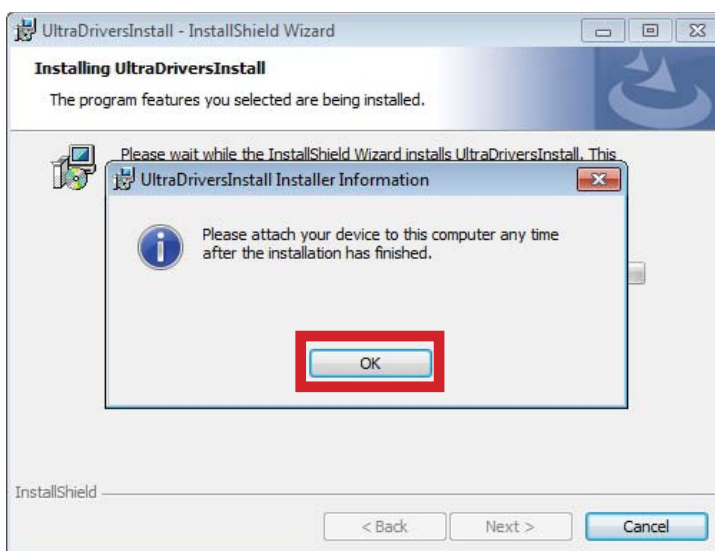 UltraDriversInstall - InstallShield Wizard
Installing UltraDriversInstall
The program features you selected are being installed.
Please wait while the InstallShield Wizard installs UltraDriversInstall. This
UltraDriversInstall Installer Information
Please attach your device to this computer any time
after the installation has finished.
OK
InstallShield
< Back
Next >
Cancel